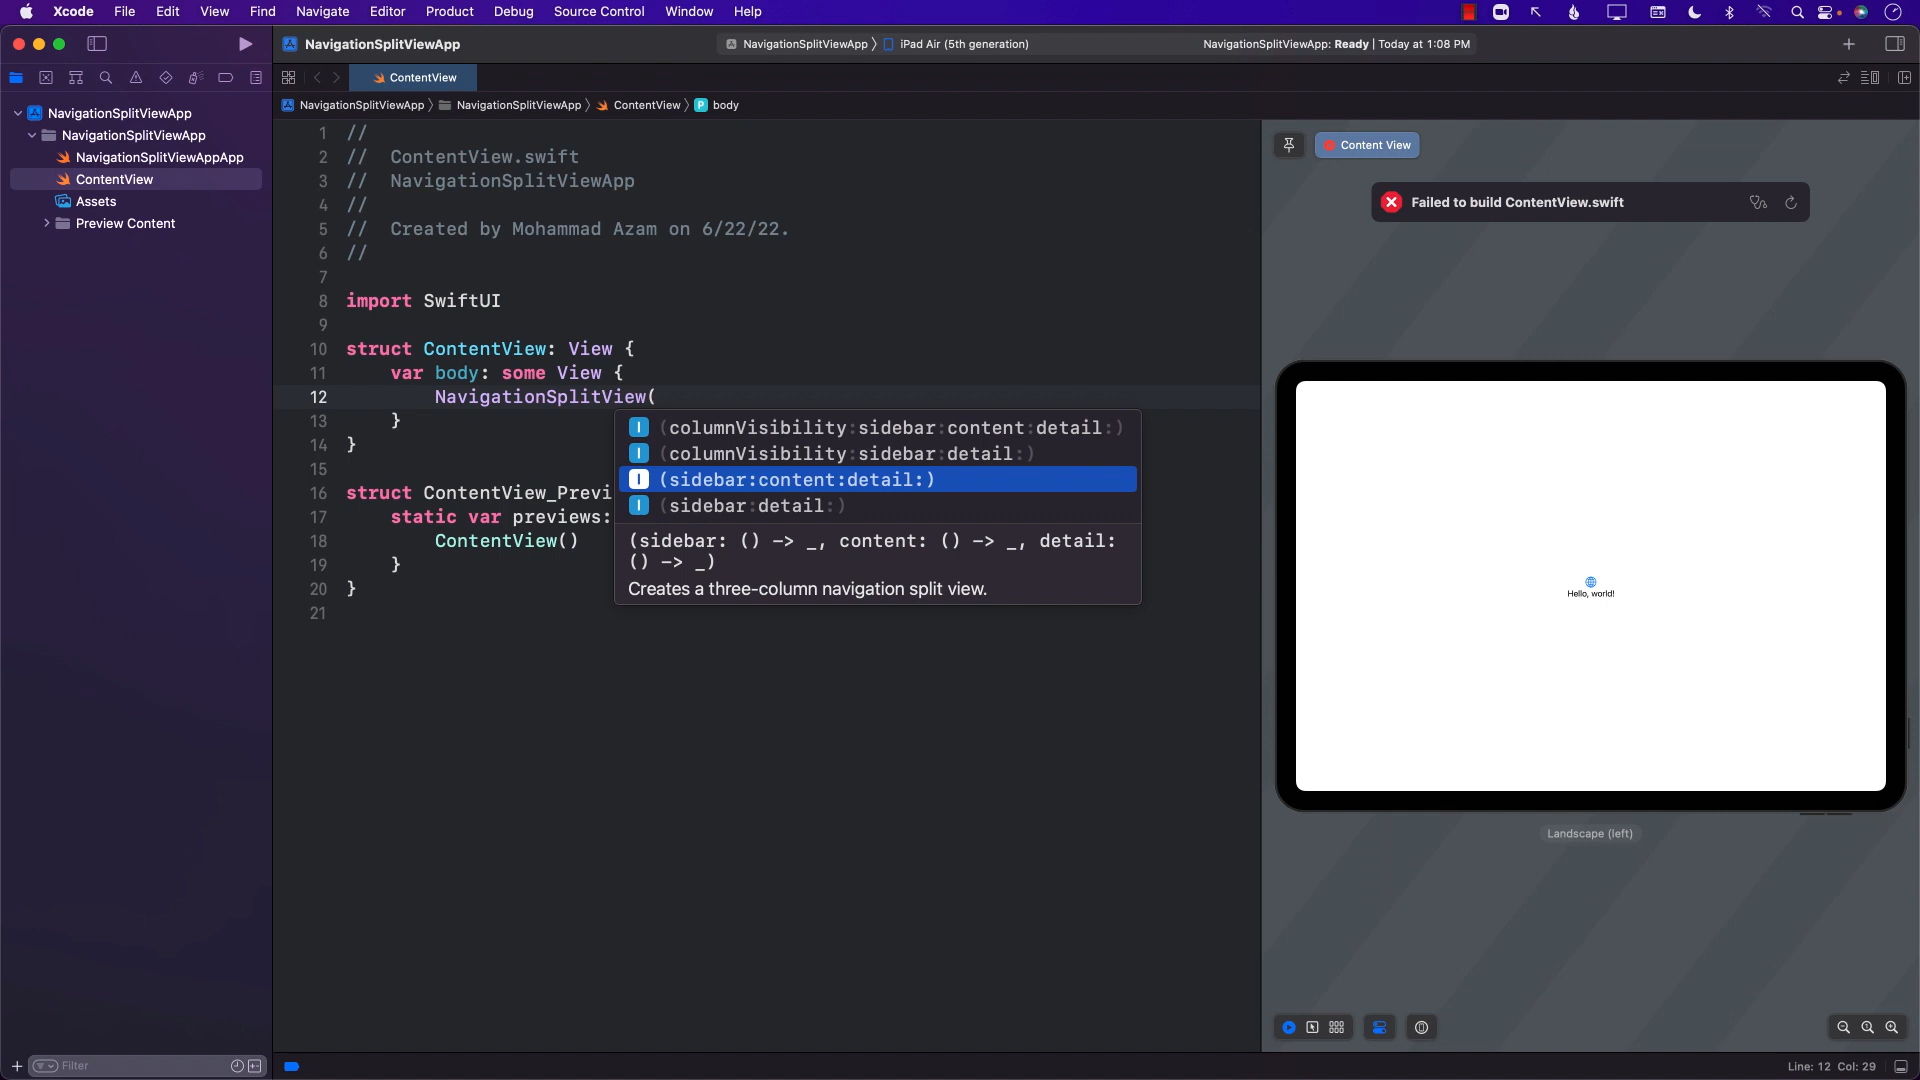 Xcode File Edit View Find Navigate Editor Product Debug Source Control Window Help
NavigationSplitViewApp
NavigationSplitViewApp 〉 iPad Air (5th generation)
NavigationSplitViewApp: Ready | Today at 1:08 PM
ContentView
NavigationSplitViewApp 〉 NavigationSplitViewApp 〉 ContentView 〉 P body
NavigationSplitViewApp
NavigationSplitViewApp
NavigationSplitViewAppApp
ContentView
Assets
Preview Content
1 //
2 //  ContentView.swift
3 //  NavigationSplitViewApp
4 //
5 //  Created by Mohammad Azam on 6/22/22.
6 //
7
8 import SwiftUI
9
10 struct ContentView: View {
11     var body: some View {
12         NavigationSplitView(
13     }
14 }
15
16 struct ContentView_Previ
17     static var previews:
18         ContentView()
19     }
20 }
21
I (columnVisibility:sidebar:content:detail:)
I (columnVisibility:sidebar:detail:)
I (sidebar:content:detail:)
I (sidebar:detail:)
(sidebar: () -> _, content: () -> _, detail:
() -> _)
Creates a three-column navigation split view.
Content View
Failed to build ContentView.swift
Hello, world!
Landscape (left)
Filter
Line: 12 Col: 29